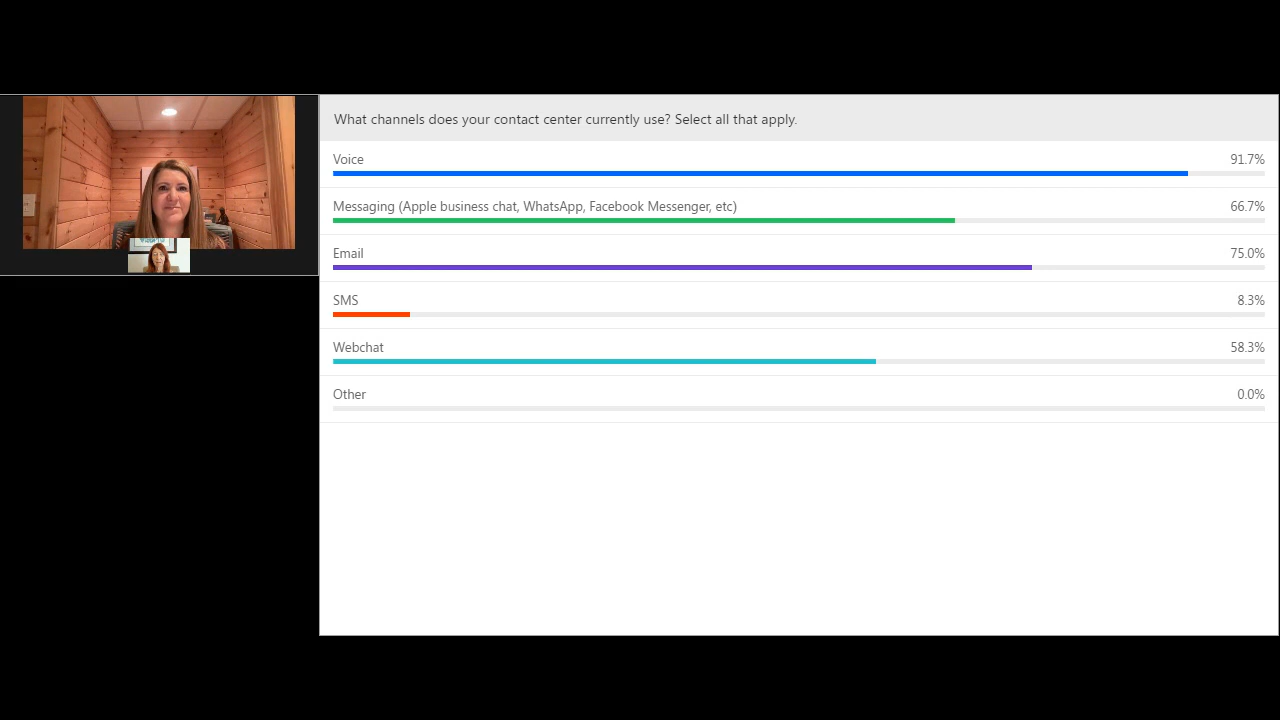 What channels does your contact center currently use? Select all that apply.
Voice 91.7%
Messaging (Apple business chat, WhatsApp, Facebook Messenger, etc) 66.7%
Email 75.0%
SMS 8.3%
Webchat 58.3%
Other 0.0%